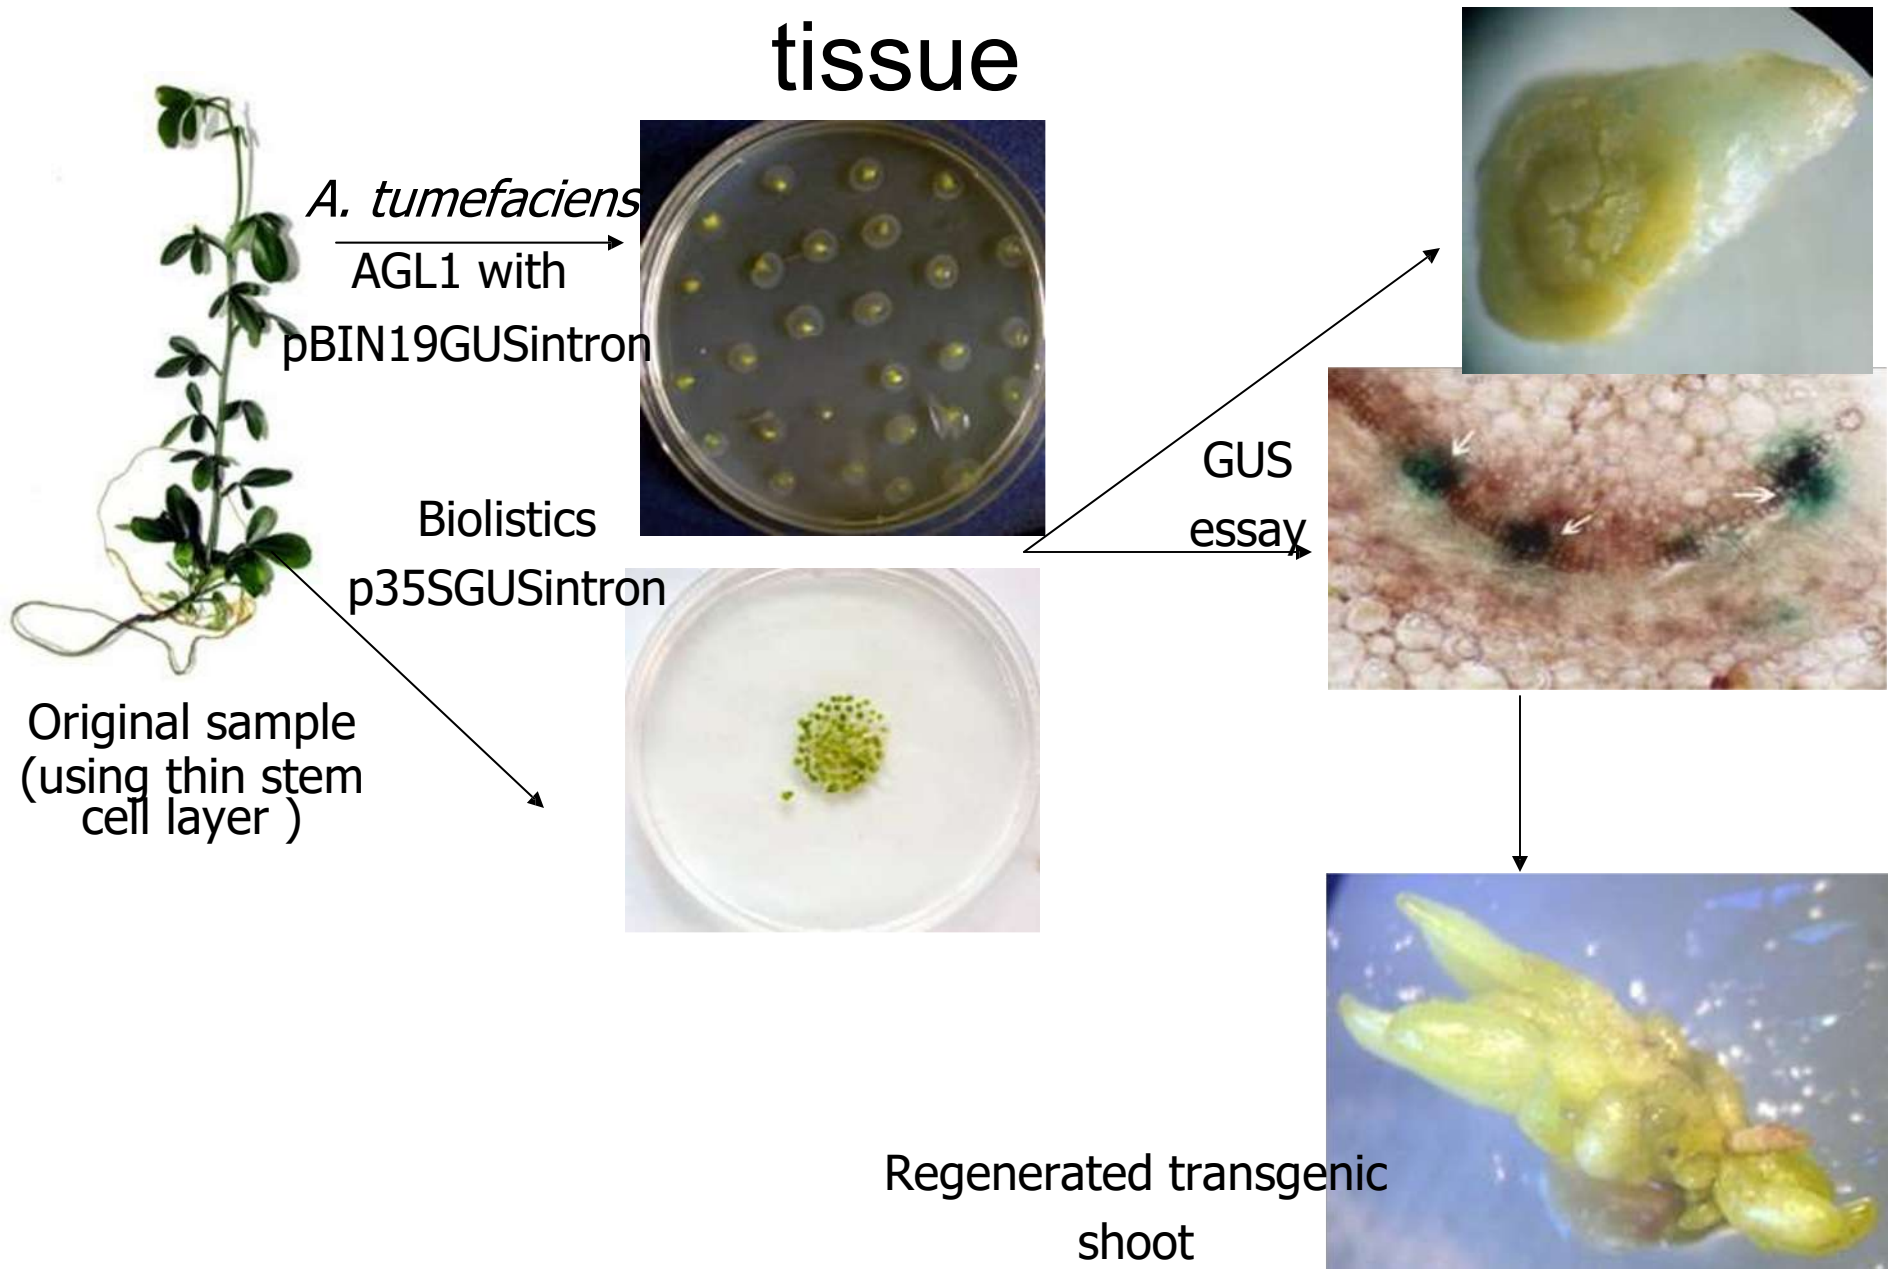 tissue
A. tumefaciens
AGL1 with
pBIN19GUSintron
Biolistics
p35SGUSintron
GUS
essay
Original sample
(using thin stem
cell layer )
Regenerated transgenic
shoot